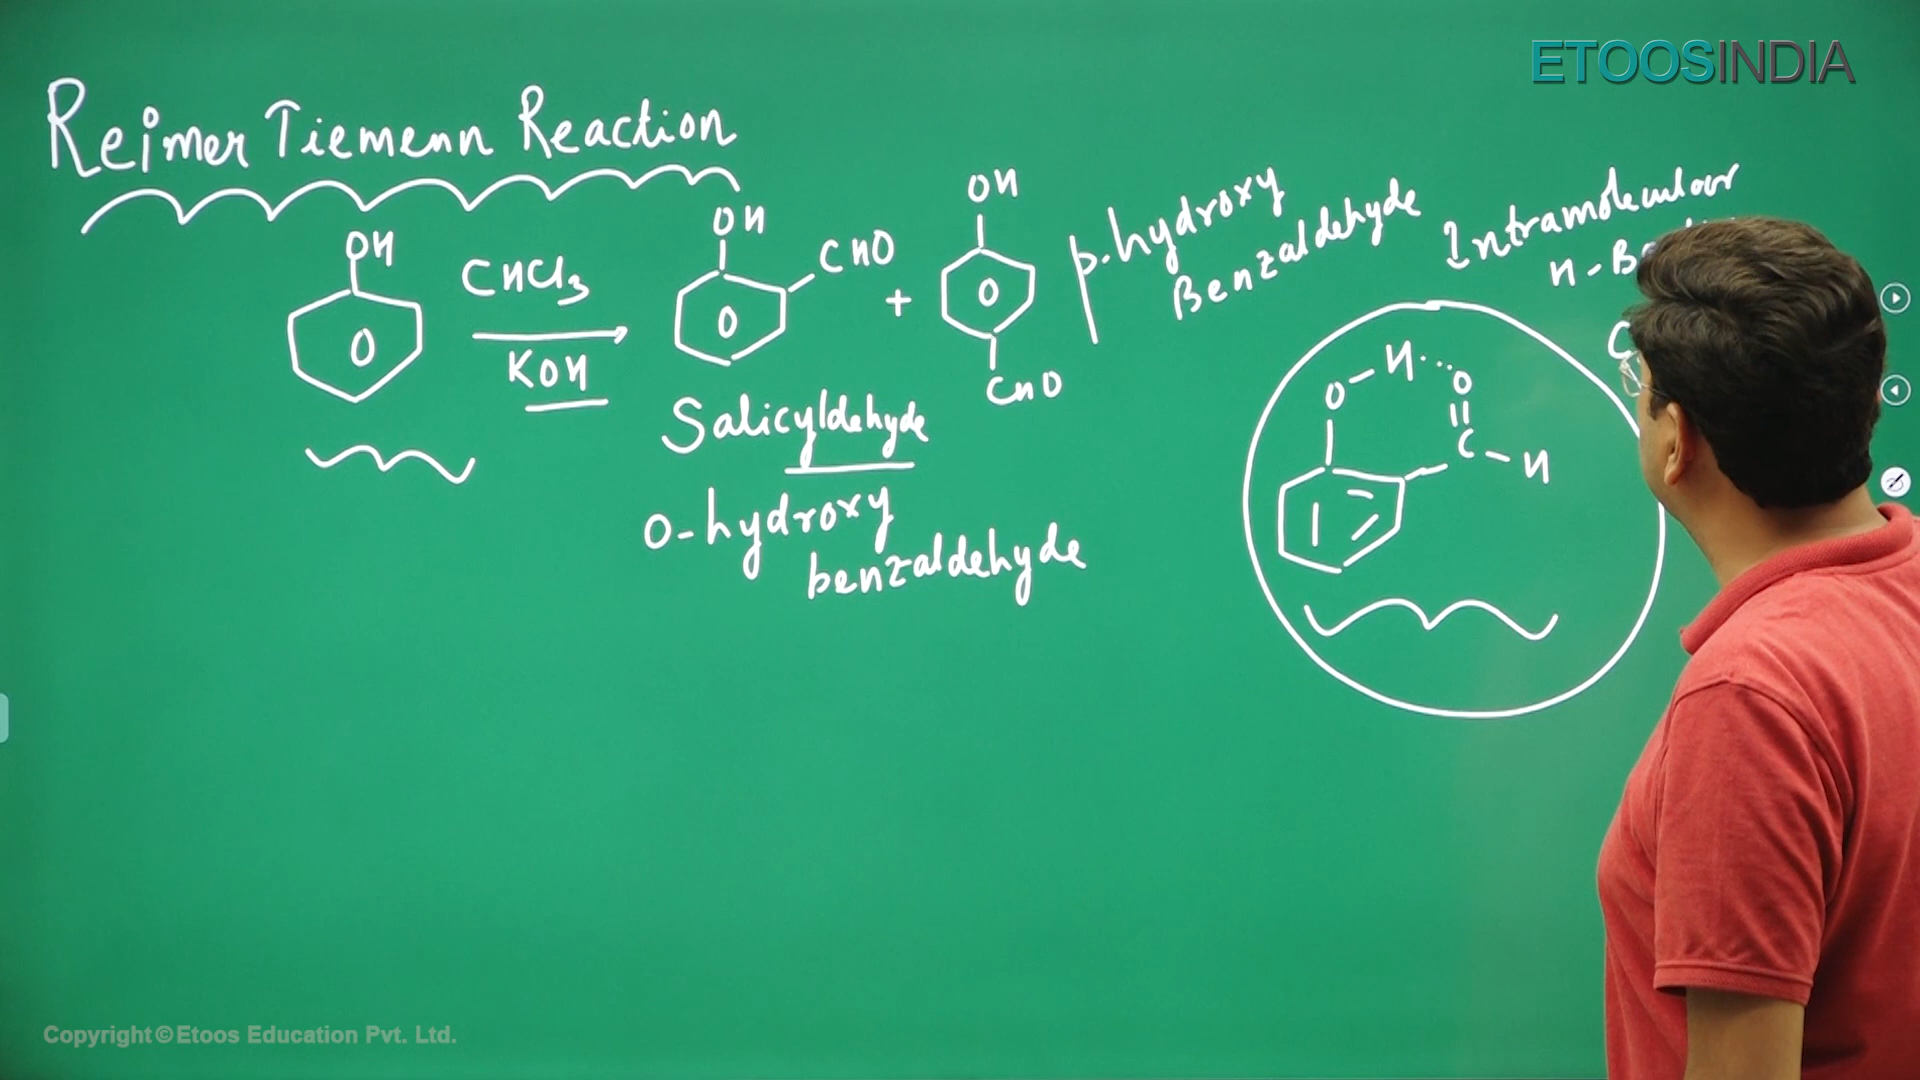 ETOOSINDIA
Reimer Tiemenn Reaction
OH
CHCl3
KOH
OH
CHO
+
OH
CHO
p-hydroxy
Benzaldehyde
Salicyldehyde
O-hydroxy
benzaldehyde
Intramolecular
H-
O-H...O
C-H
Copyright © Etoos Education Pvt. Ltd.